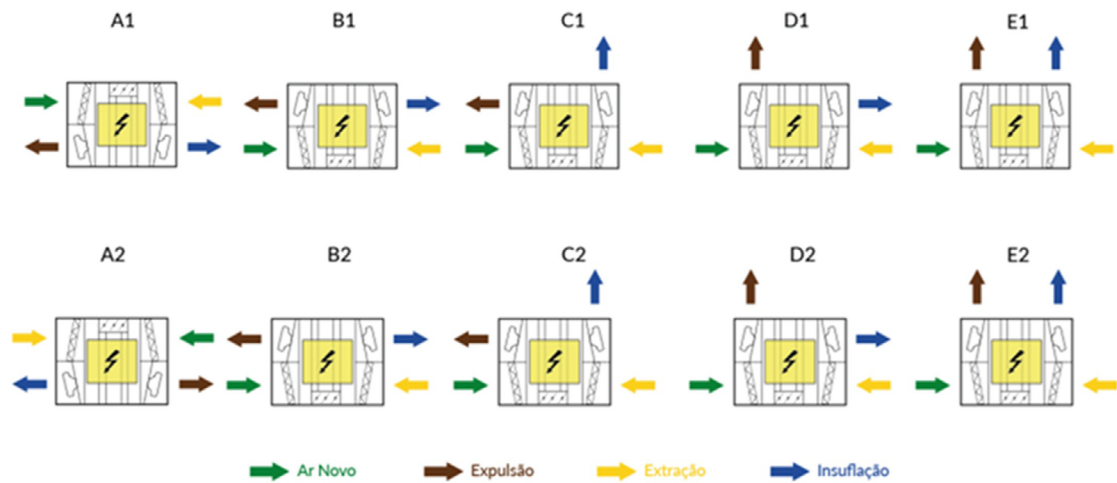 A1 B1 C1 D1 E1
A2 B2 C2 D2 E2
Ar Novo Expulsão Extração Insuflação